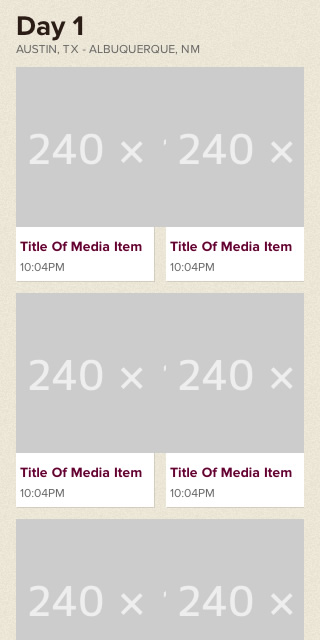 Day 1
AUSTIN, TX - ALBUQUERQUE, NM
240 × 240 ×
Title Of Media Item Title Of Media Item
10:04PM 10:04PM
240 × 240 ×
Title Of Media Item Title Of Media Item
10:04PM 10:04PM
240 × 240 ×